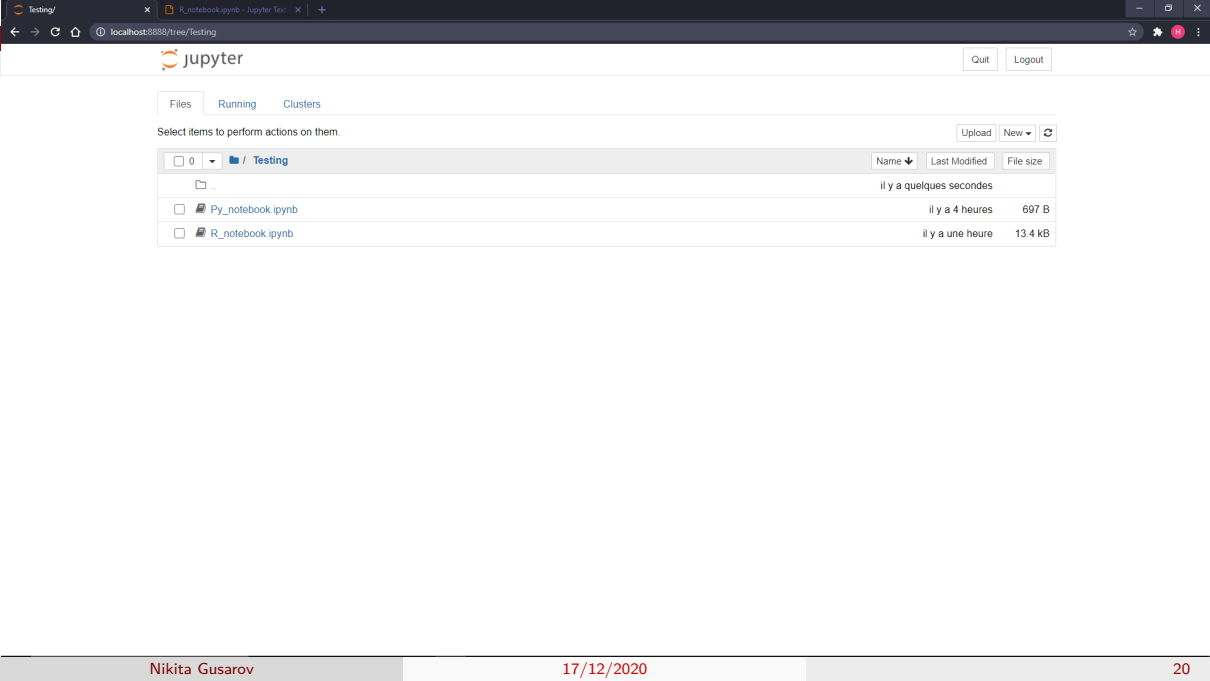 Testing/
R_notebook.ipynb - Jupyter Text
localhost:8888/tree/Testing
H
jupyter
Quit Logout
Files Running Clusters
Select items to perform actions on them.
Upload New
0 / Testing Name Last Modified File size
.. il y a quelques secondes
Py_notebook.ipynb il y a 4 heures 697 B
R_notebook.ipynb il y a une heure 13.4 kB
Nikita Gusarov 17/12/2020 20